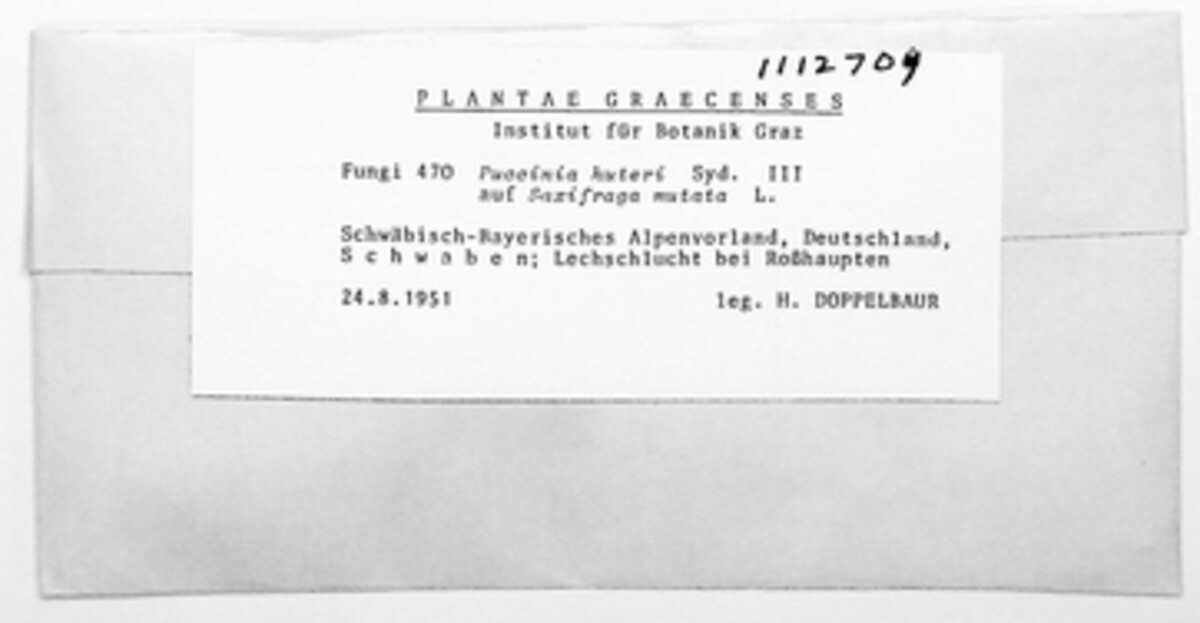 1112709
PLANTAE GRAECENSES
Institut für Botanik Graz
Fungi 470 Puccinia huteri Syd. III
auf Saxifraga mutata L.
Schwäbisch-Bayerisches Alpenvorland, Deutschland,
Schwaben; Lechschlucht bei Roßhaupten
24.8.1951 leg. H. DOPPELBAUR